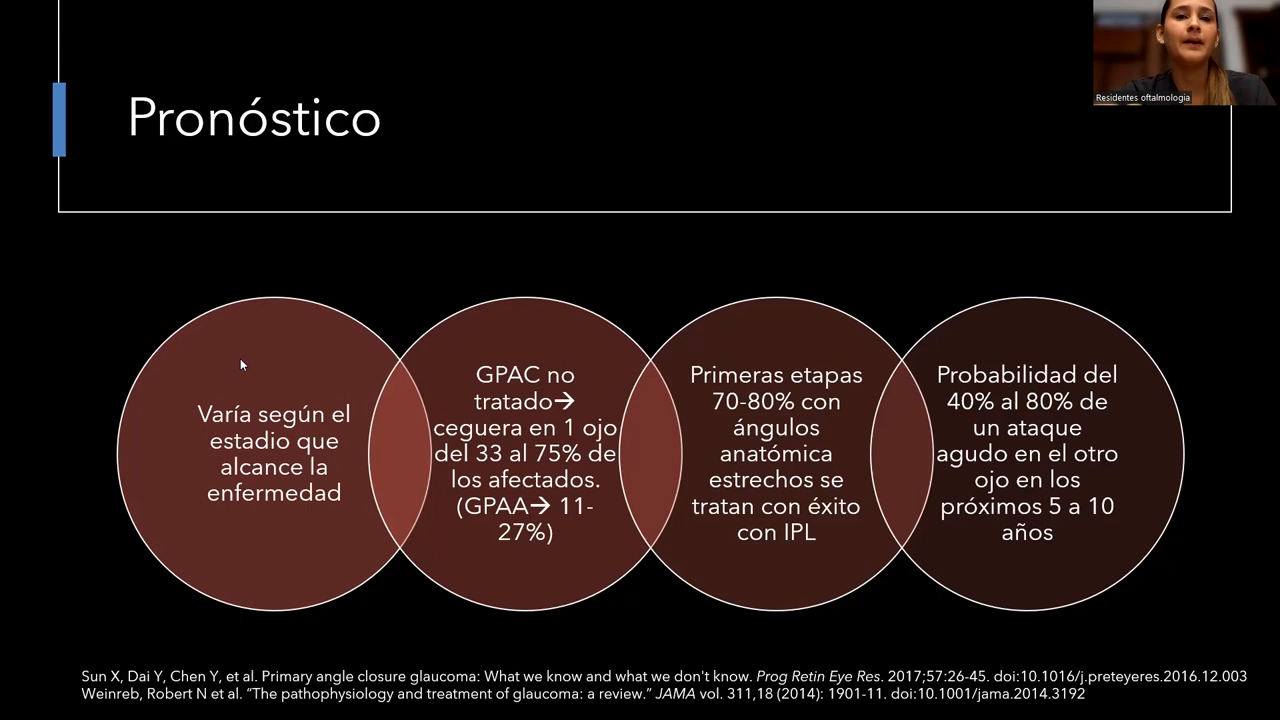 Residentes oftalmología
Pronóstico
Varía según el
estadio que
alcance la
enfermedad
GPAC no
tratado→
ceguera en 1 ojo
del 33 al 75% de
los afectados.
(GPAA→ 11-
27%)
Primeras etapas
70-80% con
ángulos
anatómica
estrechos se
tratan con éxito
con IPL
Probabilidad del
40% al 80% de
un ataque
agudo en el otro
ojo en los
próximos 5 a 10
años
Sun X, Dai Y, Chen Y, et al. Primary angle closure glaucoma: What we know and what we don't know. Prog Retin Eye Res. 2017;57:26-45. doi:10.1016/j.preteyeres.2016.12.003
Weinreb, Robert N et al. “The pathophysiology and treatment of glaucoma: a review.” JAMA vol. 311,18 (2014): 1901-11. doi:10.1001/jama.2014.3192